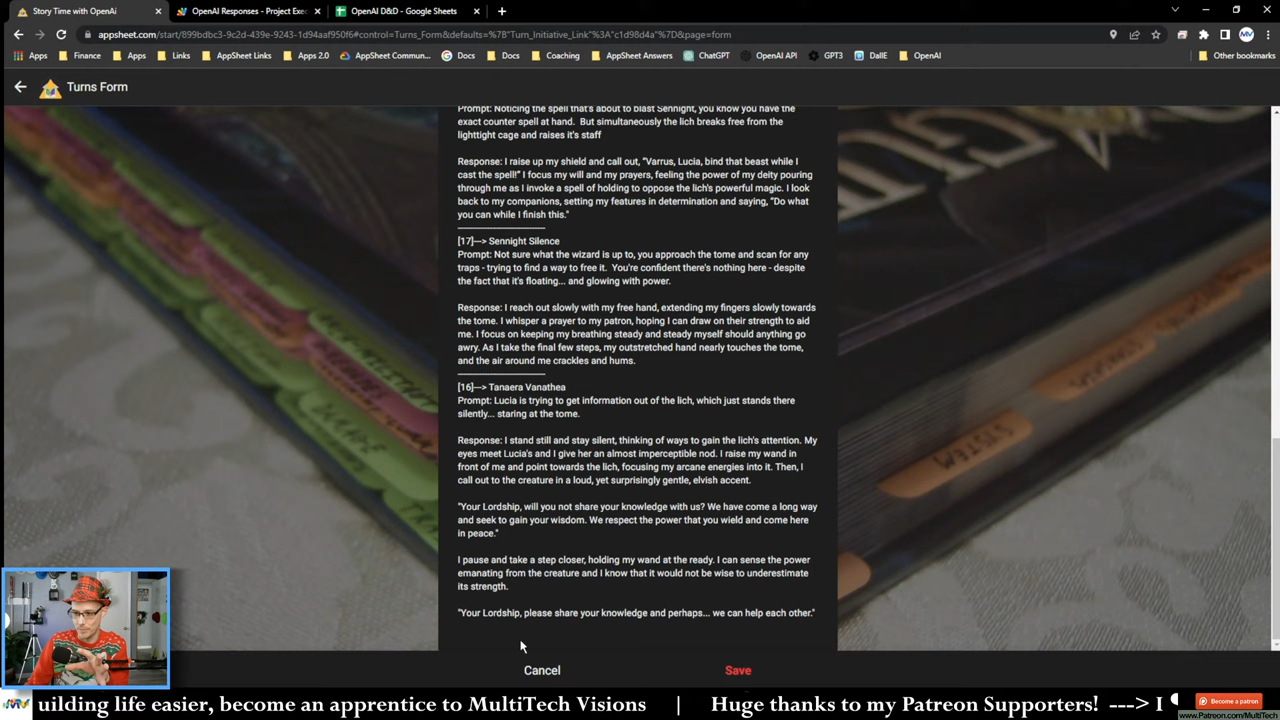 Story Time with OpenAi
OpenAI Responses - Project Exec
OpenAI D&D - Google Sheets
appsheet.com/start/899bdbc3-9c2d-439e-9243-1d94aaf950f6#control=Turns_Form&defaults=%7B"Turn_Initiative_Link"%3A"c1d98d4a"%7D&page=form
Apps
Finance
Apps
Links
AppSheet Links
Apps 2.0
AppSheet Commun...
Docs
Docs
Coaching
AppSheet Answers
ChatGPT
OpenAI API
GPT3
DallE
OpenAI
Other bookmarks
Turns Form
Prompt: Noticing the spell that's about to blast Sennight, you know you have the
exact counter spell at hand. But simultaneously the lich breaks free from the
lighttight cage and raises it's staff
Response: I raise up my shield and call out, "Varrus, Lucia, bind that beast while I
cast the spell!" I focus my will and my prayers, feeling the power of my deity pouring
through me as I invoke a spell of holding to oppose the lich's powerful magic. I look
back to my companions, setting my features in determination and saying, "Do what
you can while I finish this."
[17]---> Sennight Silence
Prompt: Not sure what the wizard is up to, you approach the tome and scan for any
traps - trying to find a way to free it. You're confident there's nothing here - despite
the fact that it's floating... and glowing with power.
Response: I reach out slowly with my free hand, extending my fingers slowly towards
the tome. I whisper a prayer to my patron, hoping I can draw on their strength to aid
me. I focus on keeping my breathing steady and steady myself should anything go
awry. As I take the final few steps, my outstretched hand nearly touches the tome,
and the air around me crackles and hums.
[16]---> Tanaera Vanathea
Prompt: Lucia is trying to get information out of the lich, which just stands there
silently... staring at the tome.
Response: I stand still and stay silent, thinking of ways to gain the lich's attention. My
eyes meet Lucia's and I give her an almost imperceptible nod. I raise my wand in
front of me and point towards the lich, focusing my arcane energies into it. Then, I
call out to the creature in a loud, yet surprisingly gentle, elvish accent.
"Your Lordship, will you not share your knowledge with us? We have come a long way
and seek to gain your wisdom. We respect the power that you wield and come here
in peace."
I pause and take a step closer, holding my wand at the ready. I can sense the power
emanating from the creature and I know that it would not be wise to underestimate
its strength.
"Your Lordship, please share your knowledge and perhaps... we can help each other."
Cancel
Save
uilding life easier, become an apprentice to MultiTech Visions | Huge thanks to my Patron Supporters! ---> I
Become a patron
www.Patreon.com/MultiTech